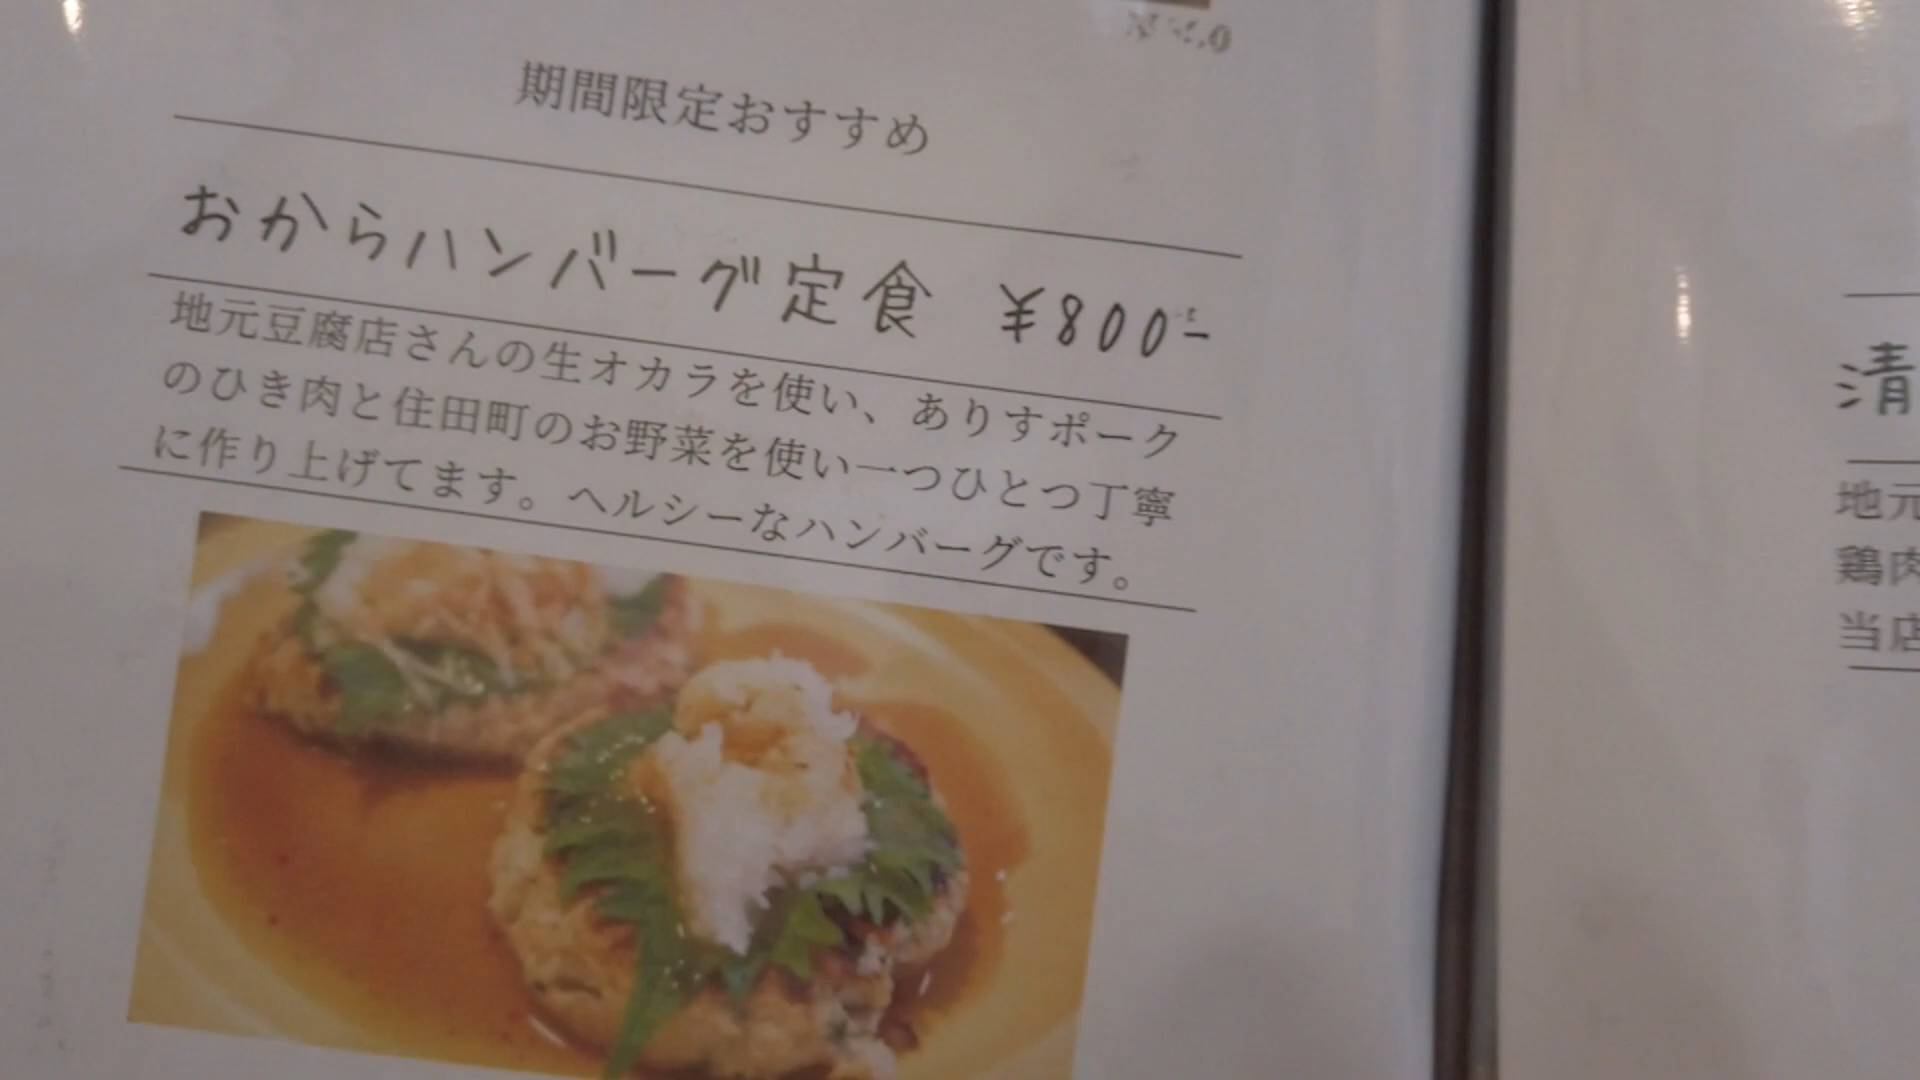 期間限定おすすめ
おからハンバーグ定食 ¥800-
地元豆腐店さんの生オカラを使い、ありすポーク
のひき肉と住田町のお野菜を使い一つひとつ丁寧
に作り上げてます。ヘルシーなハンバーグです。
清
地元
鶏肉
当店